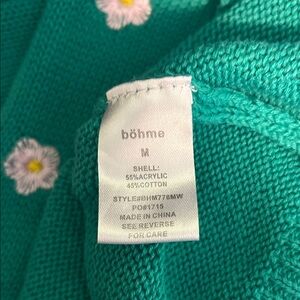 böhme
M
SHELL:
55%ACRYLIC
45%COTTON
STYLE#BHM778MW
PO#1715
MADE IN CHINA
SEE REVERSE
FOR CARE